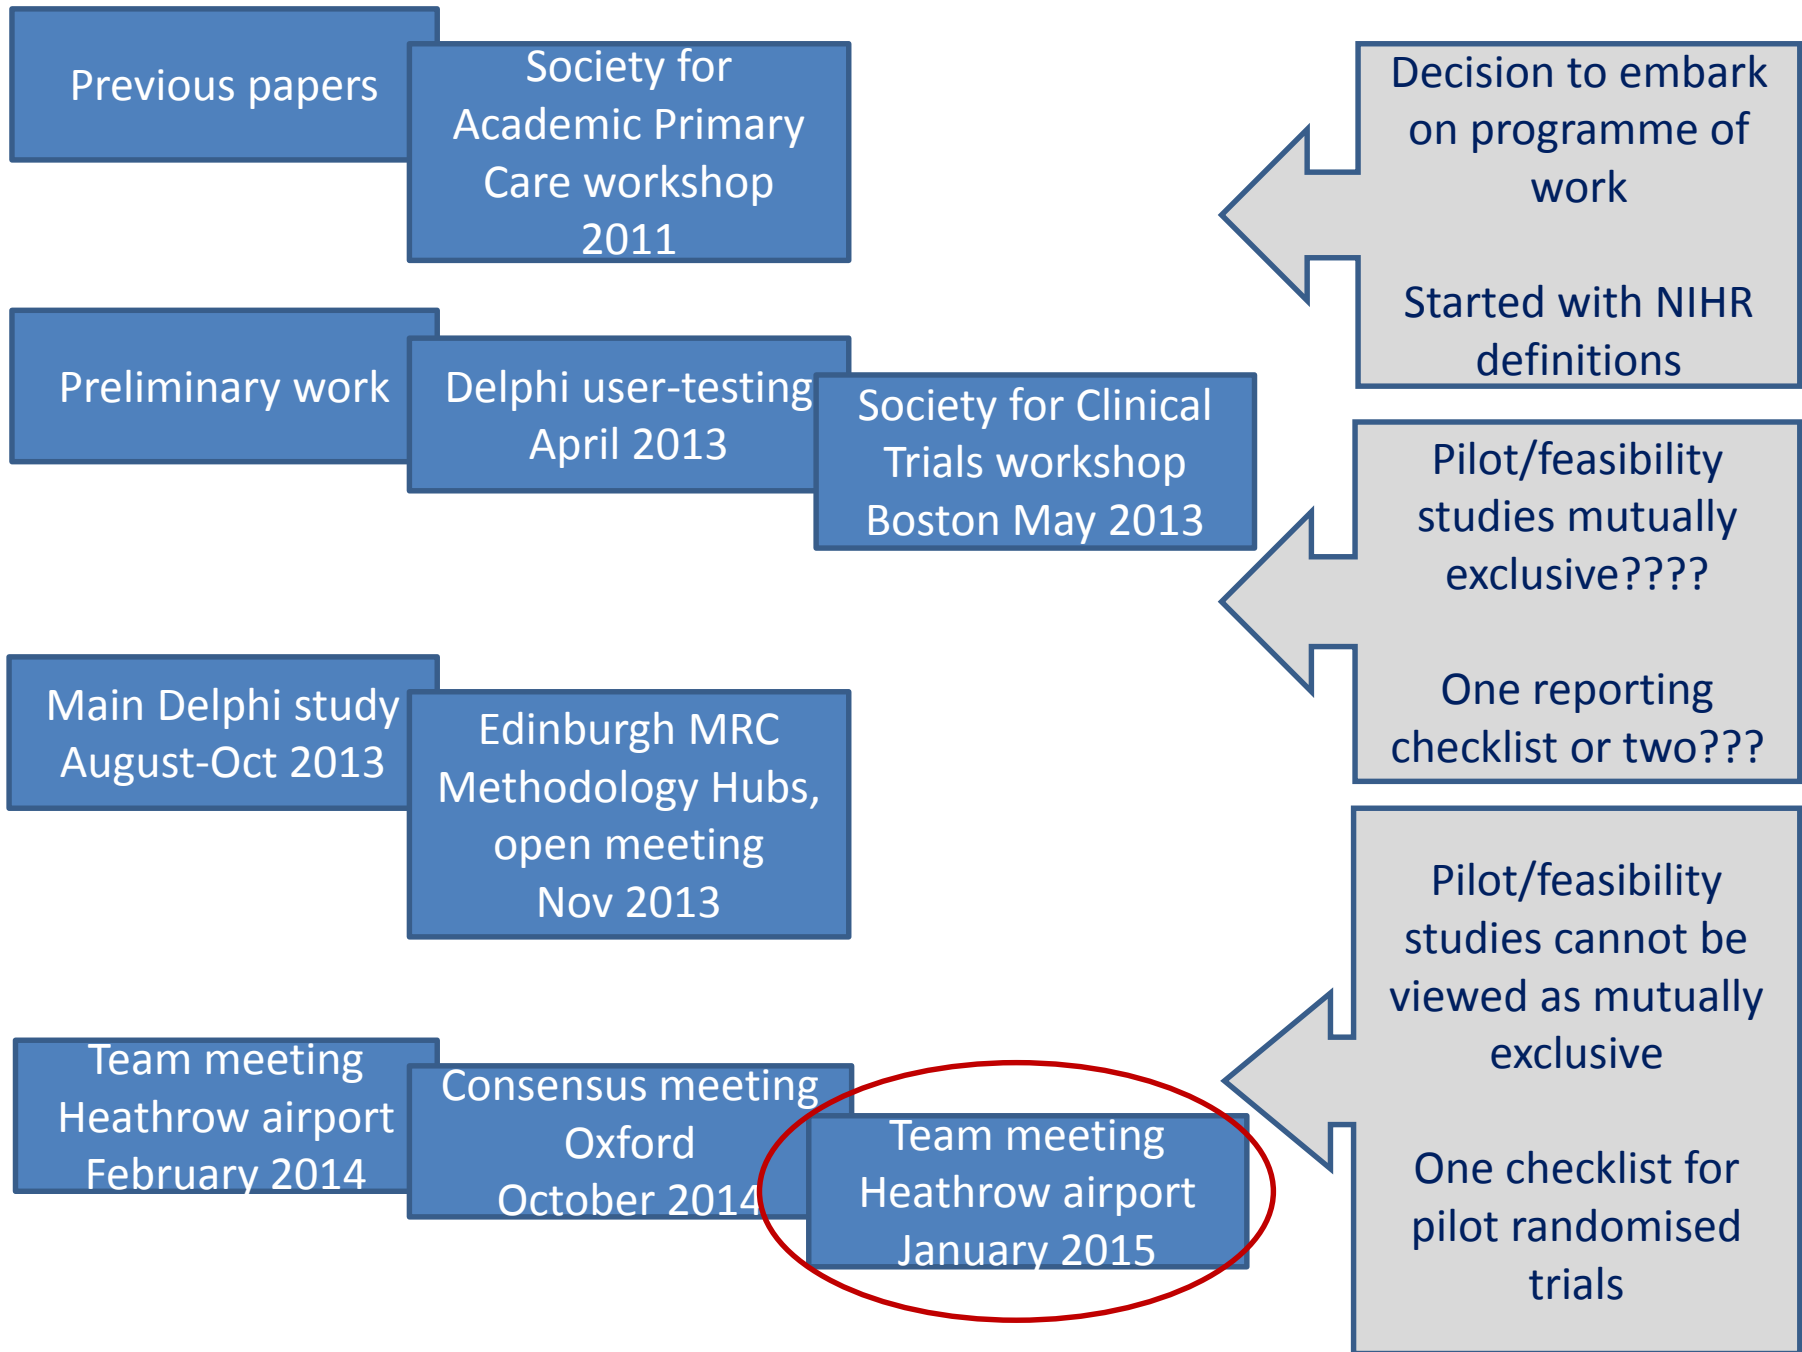 Previous papers
Society for
Academic Primary
Care workshop
2011
Decision to embark
on programme of
work
Started with NIHR
definitions
Preliminary work
Delphi user-testing
April 2013
Society for Clinical
Trials workshop
Boston May 2013
Pilot/feasibility
studies mutually
exclusive????
One reporting
checklist or two???
Main Delphi study
August-Oct 2013
Edinburgh MRC
Methodology Hubs,
open meeting
Nov 2013
Pilot/feasibility
studies cannot be
viewed as mutually
exclusive
One checklist for
pilot randomised
trials
Team meeting
Heathrow airport
February 2014
Consensus meeting
Oxford
October 2014
Team meeting
Heathrow airport
January 2015